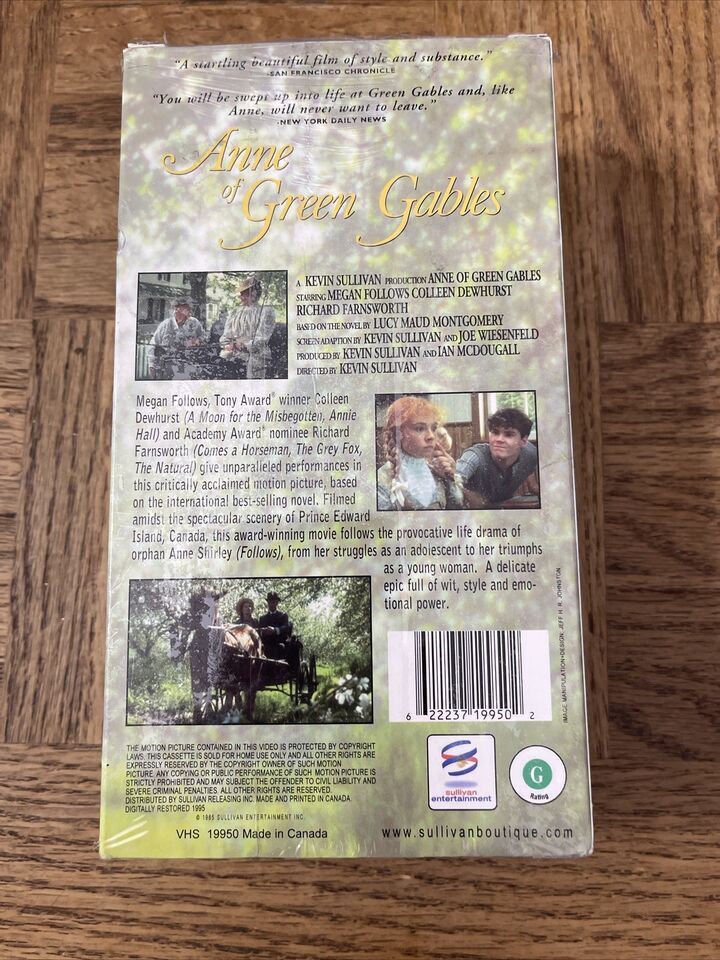 "A startling beautiful film of style and substance."
-SAN FRANCISCO CHRONICLE
"You will be swept up into life at Green Gables and, like
Anne, will never want to leave."
-NEW YORK DAILY NEWS
Anne
of
Green Gables
A KEVIN SULLIVAN PRODUCTION ANNE OF GREEN GABLES
STARRING MEGAN FOLLOWS COLLEEN DEWHURST
RICHARD FARNSWORTH
BASED ON THE NOVEL BY LUCY MAUD MONTGOMERY
SCREEN ADAPTION BY KEVIN SULLIVAN AND JOE WIESENFELD
PRODUCED BY KEVIN SULLIVAN AND IAN MCDOUGALL
DIRECTED BY KEVIN SULLIVAN
Megan Follows, Tony Award® winner Colleen
Dewhurst (A Moon for the Misbegotten, Annie
Hall) and Academy Award® nominee Richard
Farnsworth (Comes a Horseman, The Grey Fox,
The Natural) give unparalleled performances in
this critically acclaimed motion picture, based
on the international best-selling novel. Filmed
amidst the spectacular scenery of Prince Edward
Island, Canada, this award-winning movie follows the provocative life drama of
orphan Anne Shirley (Follows), from her struggles as an adolescent to her triumphs
as a young woman. A delicate
epic full of wit, style and emo-
tional power.
IMAGE MANIPULATION+DESIGN: JEFF H. R. JOHNSTON
6 22237 19950 2
THE MOTION PICTURE CONTAINED IN THIS VIDEO IS PROTECTED BY COPYRIGHT
LAWS. THIS CASSETTE IS SOLD FOR HOME USE ONLY AND ALL OTHER RIGHTS ARE
EXPRESSLY RESERVED BY THE COPYRIGHT OWNER OF SUCH MOTION
PICTURE. ANY COPYING OR PUBLIC PERFORMANCE OF SUCH MOTION PICTURE IS
STRICTLY PROHIBITED AND MAY SUBJECT THE OFFENDER TO CIVIL LIABILITY AND
SEVERE CRIMINAL PENALTIES. ALL OTHER RIGHTS ARE RESERVED.
DISTRIBUTED BY SULLIVAN RELEASING INC. MADE AND PRINTED IN CANADA.
DIGITALLY RESTORED 1995
© 1985 SULLIVAN ENTERTAINMENT INC.
sullivan
entertainment
G
Rating
VHS 19950 Made in Canada
www.sullivanboutique.com